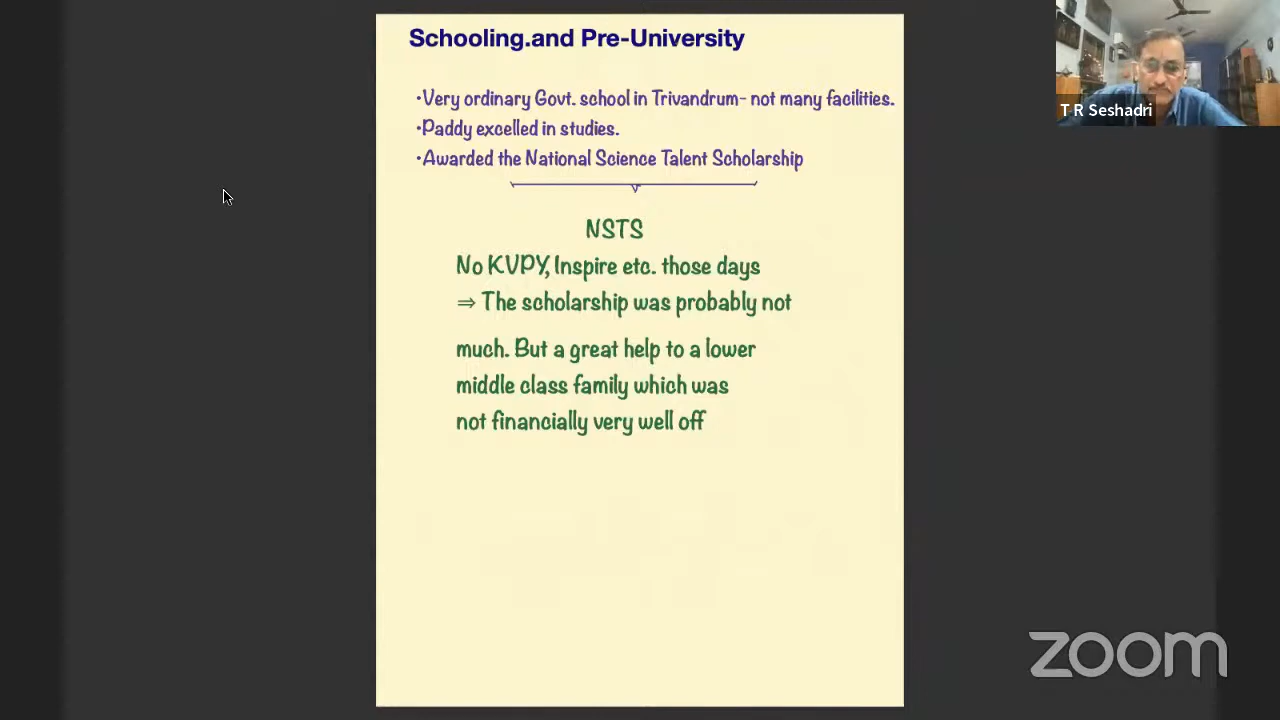 Schooling.and Pre-University
•Very ordinary Govt. school in Trivandrum- not many facilities.
•Paddy excelled in studies.
•Awarded the National Science Talent Scholarship
NSTS
No KVPY, Inspire etc. those days
⇒ The scholarship was probably not
much. But a great help to a lower
middle class family which was
not financially very well off
T R Seshadri
zoom